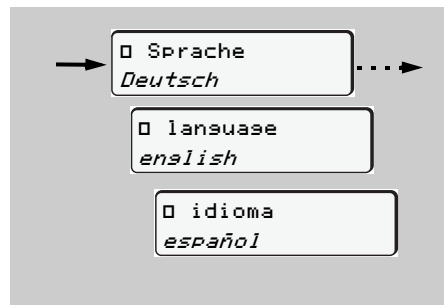 □ Sprache
Deutsch
□ language
english
□ idioma
español